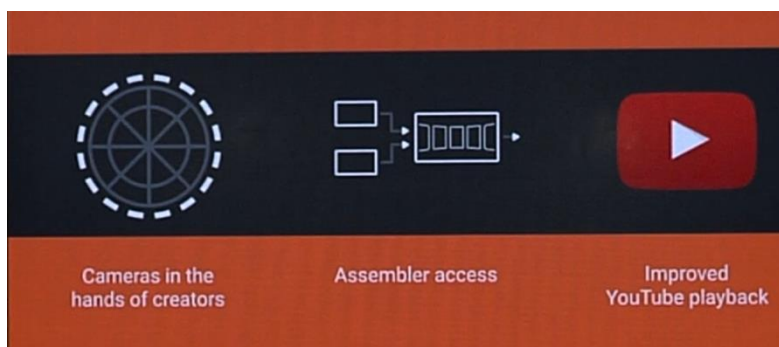 Cameras in the
hands of creators
Assembler access
Improved
YouTube playback